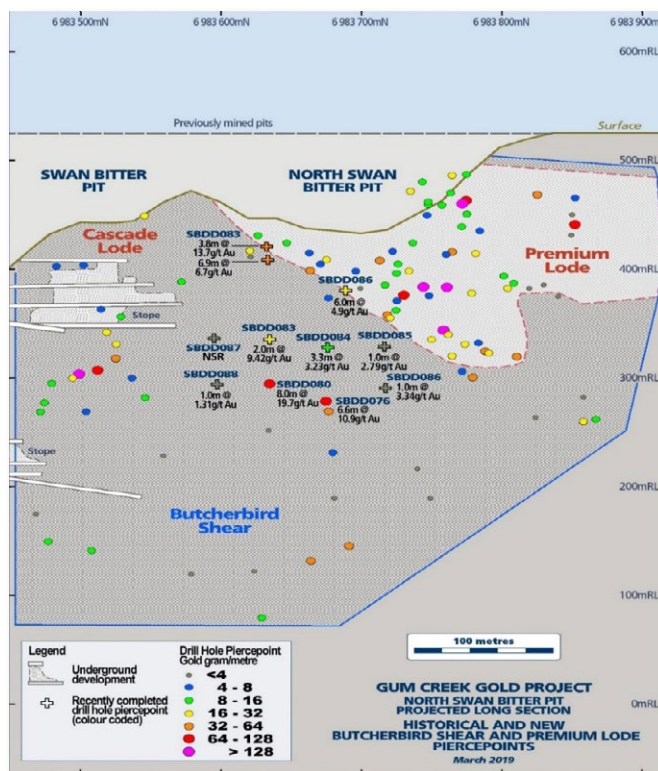 6 983 500mN
6 983 600mN
6 983 700mN
6 983 800mN
6 983 900mN
600mRL
Previously mined pits
Surface
SWAN BITTER
PIT
NORTH SWAN
BITTER PIT
500mRL
Cascade
Lode
SBDD083
3.8m @
13.7g/t Au
6.9m @
6.7g/t Au
Premium
Lode
400mRL
SBDD086
6.0m @
4.9g/t Au
Stope
SBDD087
NSR
SBDD083
2.0m @
9.42g/t Au
SBDD084
3.3m @
3.23g/t Au
SBDD085
1.0m @
2.79g/t Au
300mRL
SBDD088
1.0m @
1.31g/t Au
SBDD080
8.0m @
19.7g/t Au
SBDD086
1.0m @
3.34g/t Au
SBDD076
6.6m @
10.9g/t Au
Stope
200mRL
Butcherbird
Shear
100mRL
Legend
Underground
development
Recently completed
drill hole piercepoint
(colour coded)
Drill Hole Piercepoint
Gold gram/metre
<4
4 - 8
8 - 16
16 - 32
32 - 64
64 - 128
> 128
100 metres
0mRL
GUM CREEK GOLD PROJECT
NORTH SWAN BITTER PIT
PROJECTED LONG SECTION
HISTORICAL AND NEW
BUTCHERBIRD SHEAR AND PREMIUM LODE
PIERCEPOINTS
March 2019